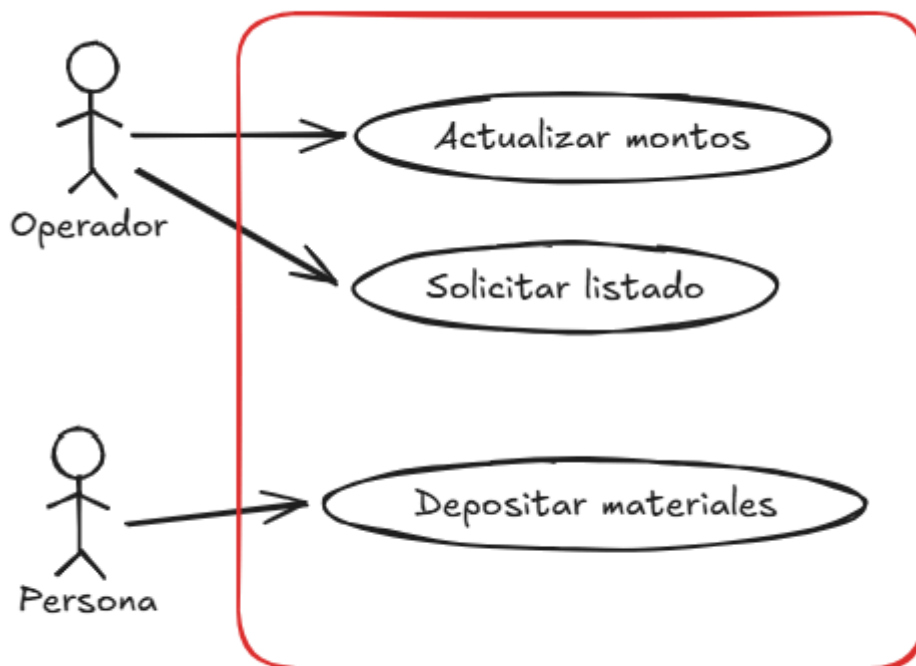 Actualizar montos
Operador
Solicitar listado
Depositar materiales
Persona